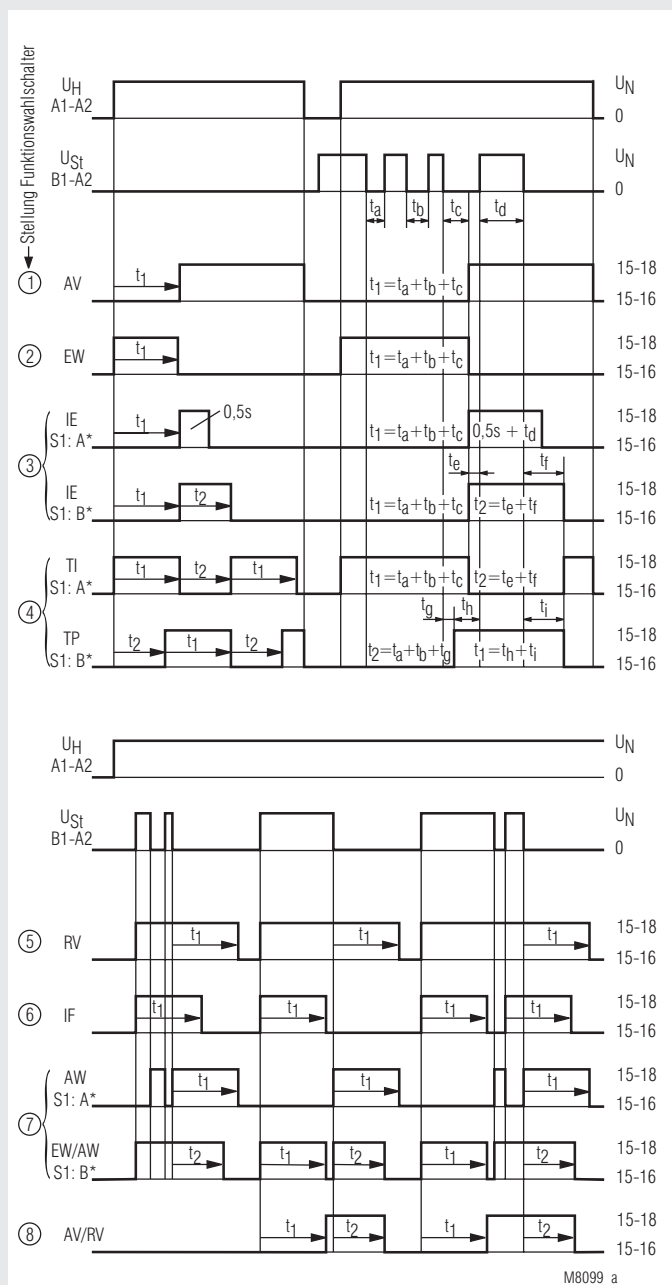 Stellung Funktionswahlschalter
UH
A1-A2
UN
0
USt
B1-A2
UN
0
ta tb tc td
1 AV t1 t1=ta+tb+tc 15-18
15-16
2 EW t1 t1=ta+tb+tc 15-18
15-16
3
IE
S1: A*
t1 0,5s t1=ta+tb+tc 0,5s + td 15-18
15-16
te tf
IE
S1: B*
t1 t2 t1=ta+tb+tc t2=te+tf 15-18
15-16
4
TI
S1: A*
t1 t2 t1 t1=ta+tb+tc t2=te+tf 15-18
15-16
tg th ti
TP
S1: B*
t2 t1 t2 t2=ta+tb+tg t1=th+ti 15-18
15-16
UH
A1-A2
UN
0
USt
B1-A2
UN
0
5 RV t1 t1 t1 15-18
15-16
6 IF t1 t1 t1 t1 15-18
15-16
7
AW
S1: A*
t1 t1 t1 15-18
15-16
EW/AW
S1: B*
t2 t1 t2 t1 t2 15-18
15-16
8 AV/RV t1 t2 t1 t2 15-18
15-16
M8099_a